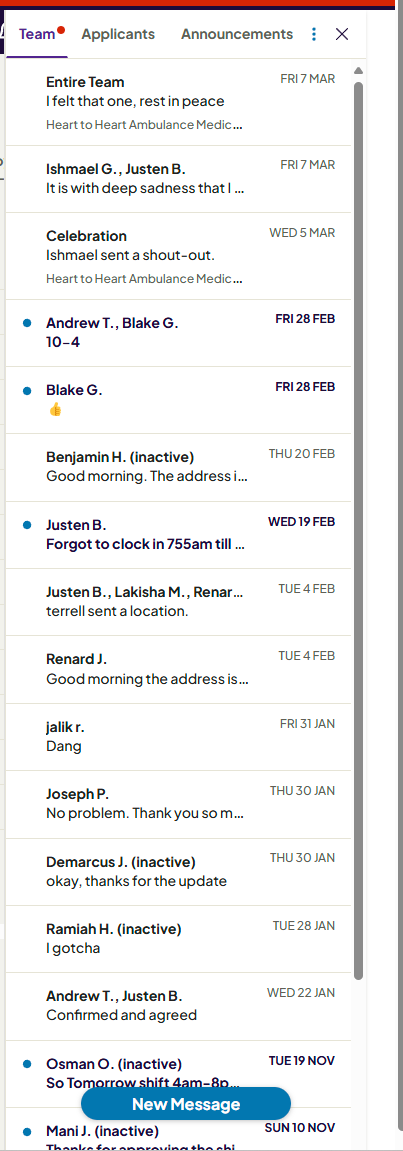 Team Applicants Announcements
Entire Team FRI 7 MAR
I felt that one, rest in peace
Heart to Heart Ambulance Medic...
Ishmael G., Justen B. FRI 7 MAR
It is with deep sadness that I ...
Celebration WED 5 MAR
Ishmael sent a shout-out.
Heart to Heart Ambulance Medic...
Andrew T., Blake G. FRI 28 FEB
10-4
Blake G. FRI 28 FEB
👍
Benjamin H. (inactive) THU 20 FEB
Good morning. The address i...
Justen B. WED 19 FEB
Forgot to clock in 755am till ...
Justen B., Lakisha M., Renar... TUE 4 FEB
terrell sent a location.
Renard J. TUE 4 FEB
Good morning the address is...
jalik r. FRI 31 JAN
Dang
Joseph P. THU 30 JAN
No problem. Thank you so m...
Demarcus J. (inactive) THU 30 JAN
okay, thanks for the update
Ramiah H. (inactive) TUE 28 JAN
I gotcha
Andrew T., Justen B. WED 22 JAN
Confirmed and agreed
Osman O. (inactive) TUE 19 NOV
So Tomorrow shift 4am-8p...
New Message
Mani J. (inactive) SUN 10 NOV
Thanks for approving the shi...